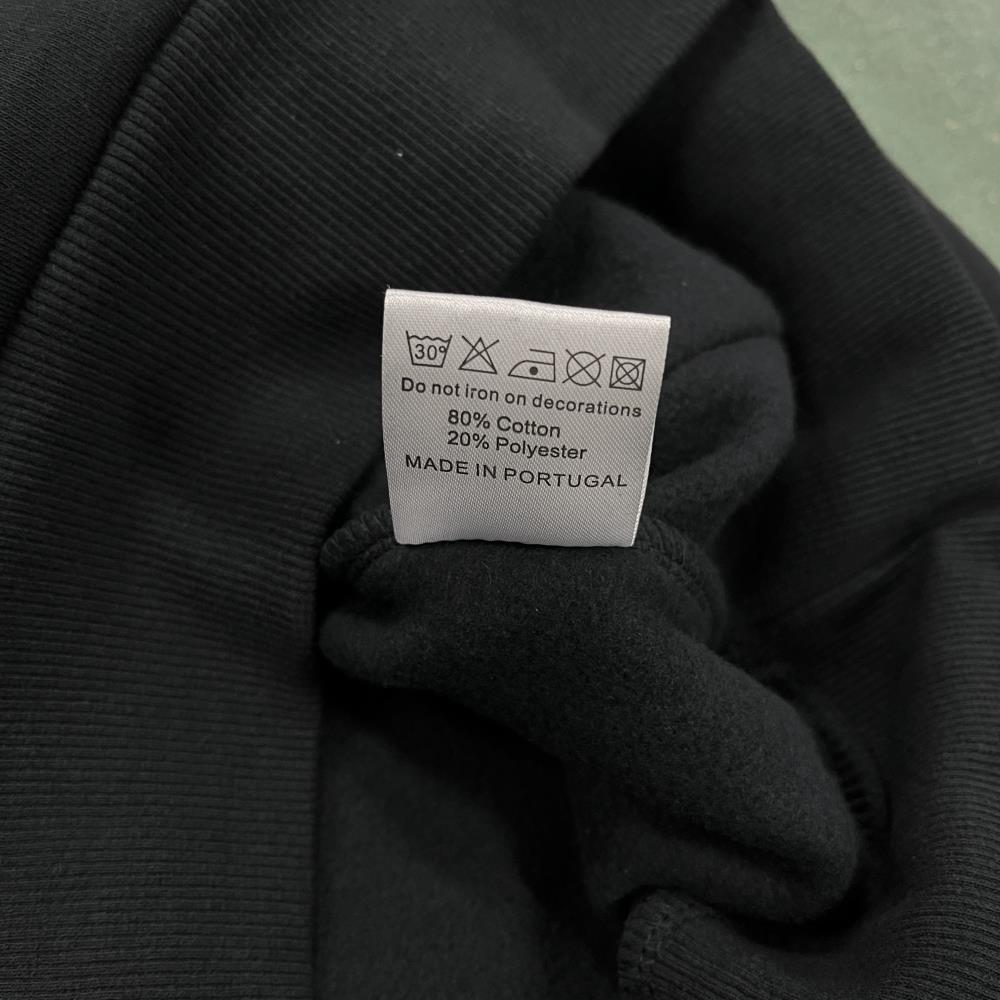 30°
Do not iron on decorations
80% Cotton
20% Polyester
MADE IN PORTUGAL